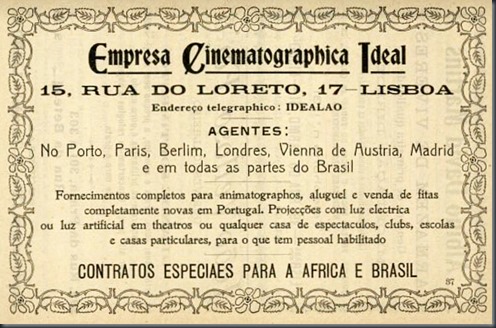 Empresa Cinematographica Ideal
15, RUA DO LORETO, 17-LISBOA
Endereço telegraphico: IDEALAO
AGENTES:
No Porto, Paris, Berlim, Londres, Vienna de Austria, Madrid
e em todas as partes do Brasil
Fornecimentos completos para animatographos, aluguel e venda de fitas
completamente novas em Portugal. Projecções com luz electrica
ou luz artificial em theatros ou qualquer casa de espectaculos, clubs, escolas
e casas particulares, para o que tem pessoal habilitado
CONTRATOS ESPECIAES PARA A AFRICA E BRASIL